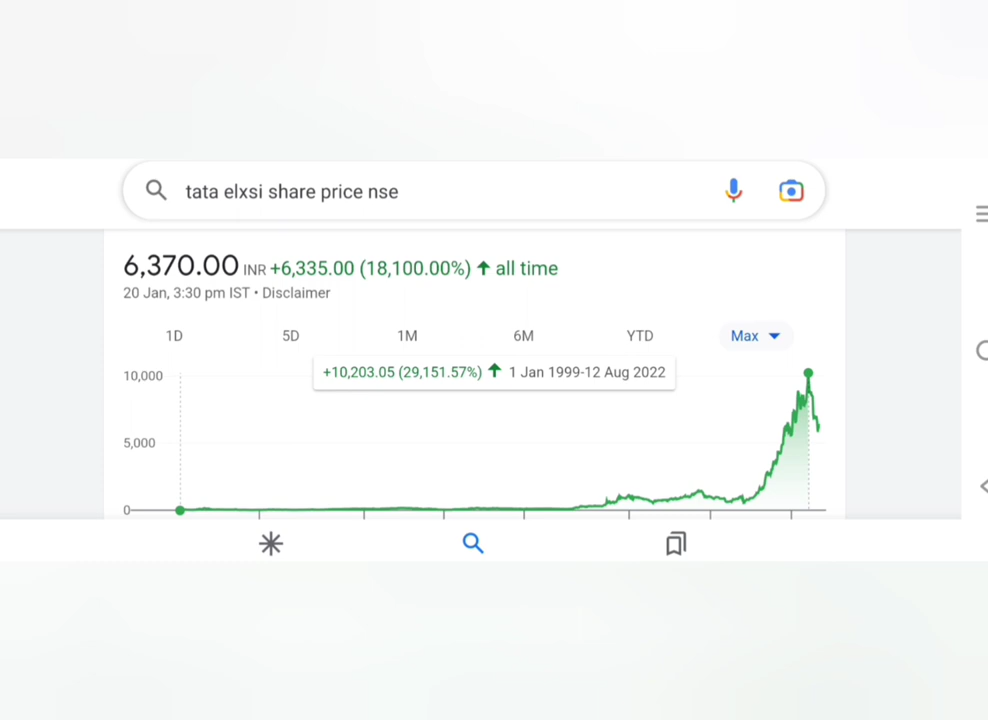 tata elxsi share price nse
6,370.00 INR +6,335.00 (18,100.00%) ↑ all time
20 Jan, 3:30 pm IST • Disclaimer
1D 5D 1M 6M YTD Max
+10,203.05 (29,151.57%) ↑ 1 Jan 1999-12 Aug 2022
10,000
5,000
0